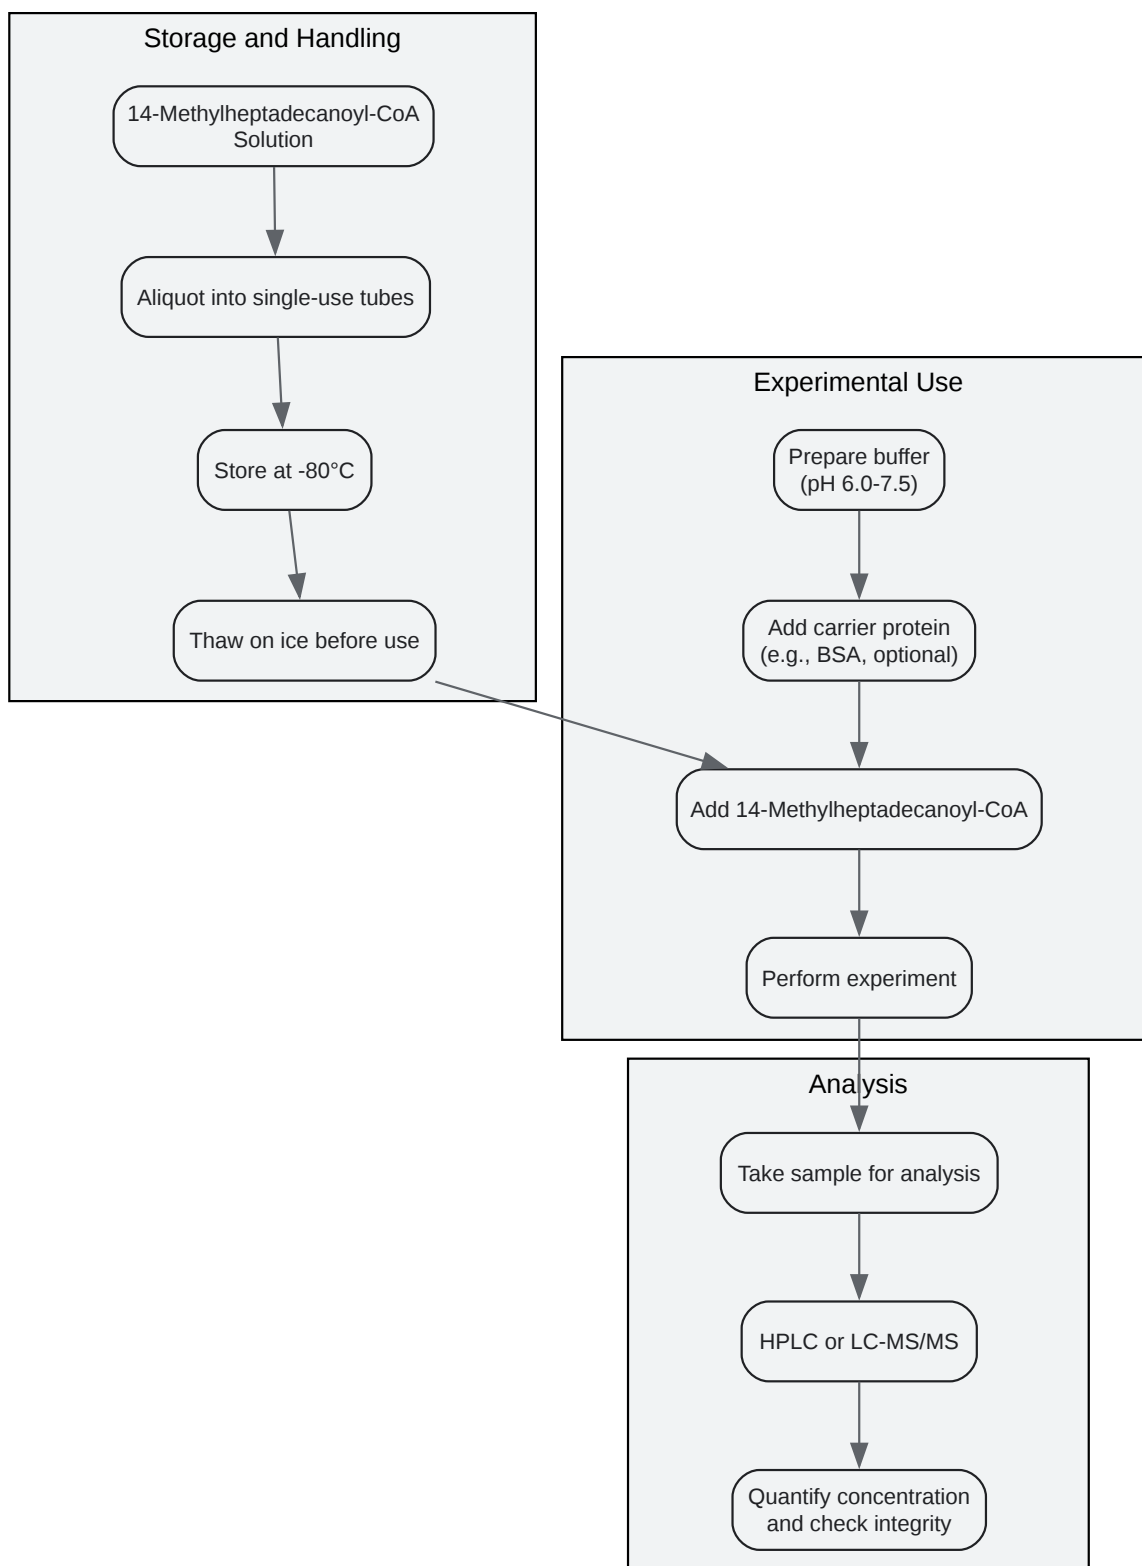 Storage and Handling
14-Methylheptadecanoyl-CoA
Solution
Aliquot into single-use tubes
Store at -80°C
Thaw on ice before use
Experimental Use
Prepare buffer
(pH 6.0-7.5)
Add carrier protein
(e.g., BSA, optional)
Add 14-Methylheptadecanoyl-CoA
Perform experiment
Analysis
Take sample for analysis
HPLC or LC-MS/MS
Quantify concentration
and check integrity